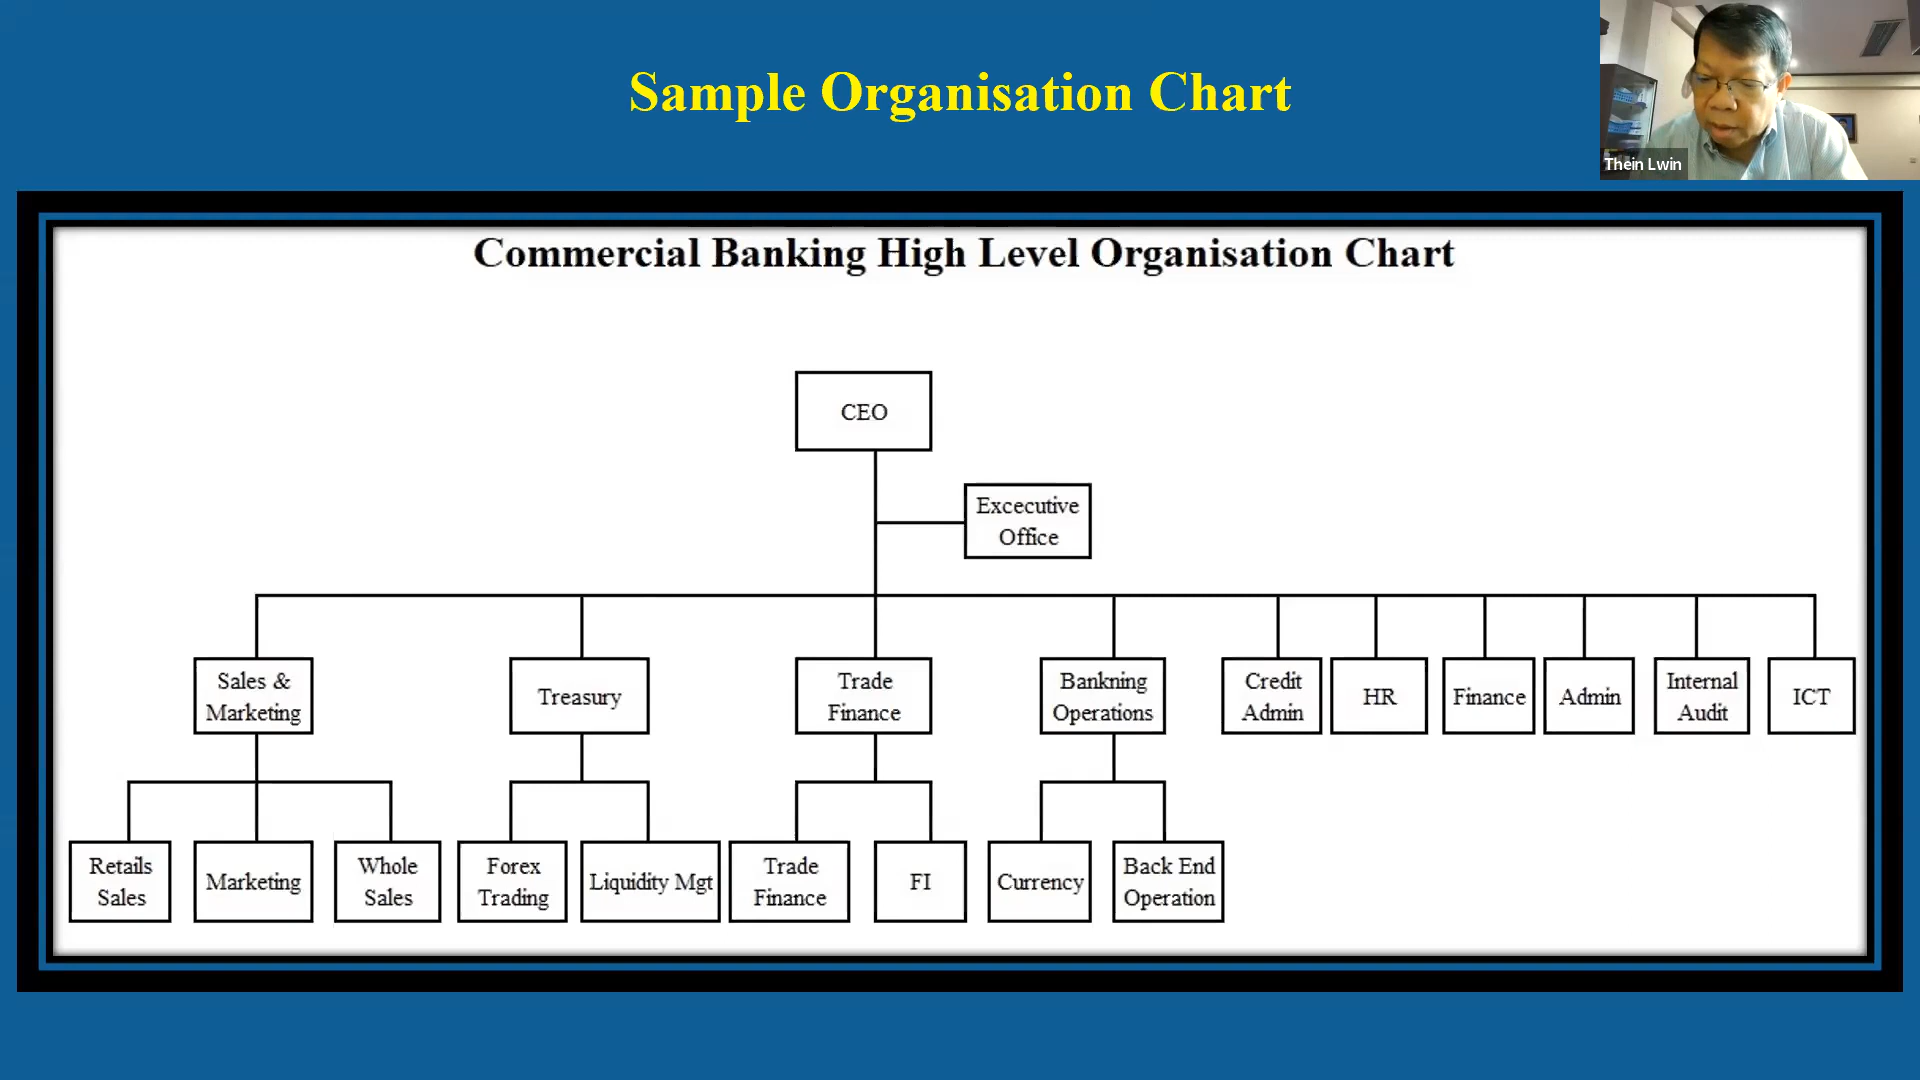 Sample Organisation Chart
Thein Lwin
Commercial Banking High Level Organisation Chart
CEO
Excecutive
Office
Sales &
Marketing
Treasury
Trade
Finance
Bankning
Operations
Credit
Admin
HR
Finance
Admin
Internal
Audit
ICT
Retails
Sales
Marketing
Whole
Sales
Forex
Trading
Liquidity Mgt
Trade
Finance
FI
Currency
Back End
Operation